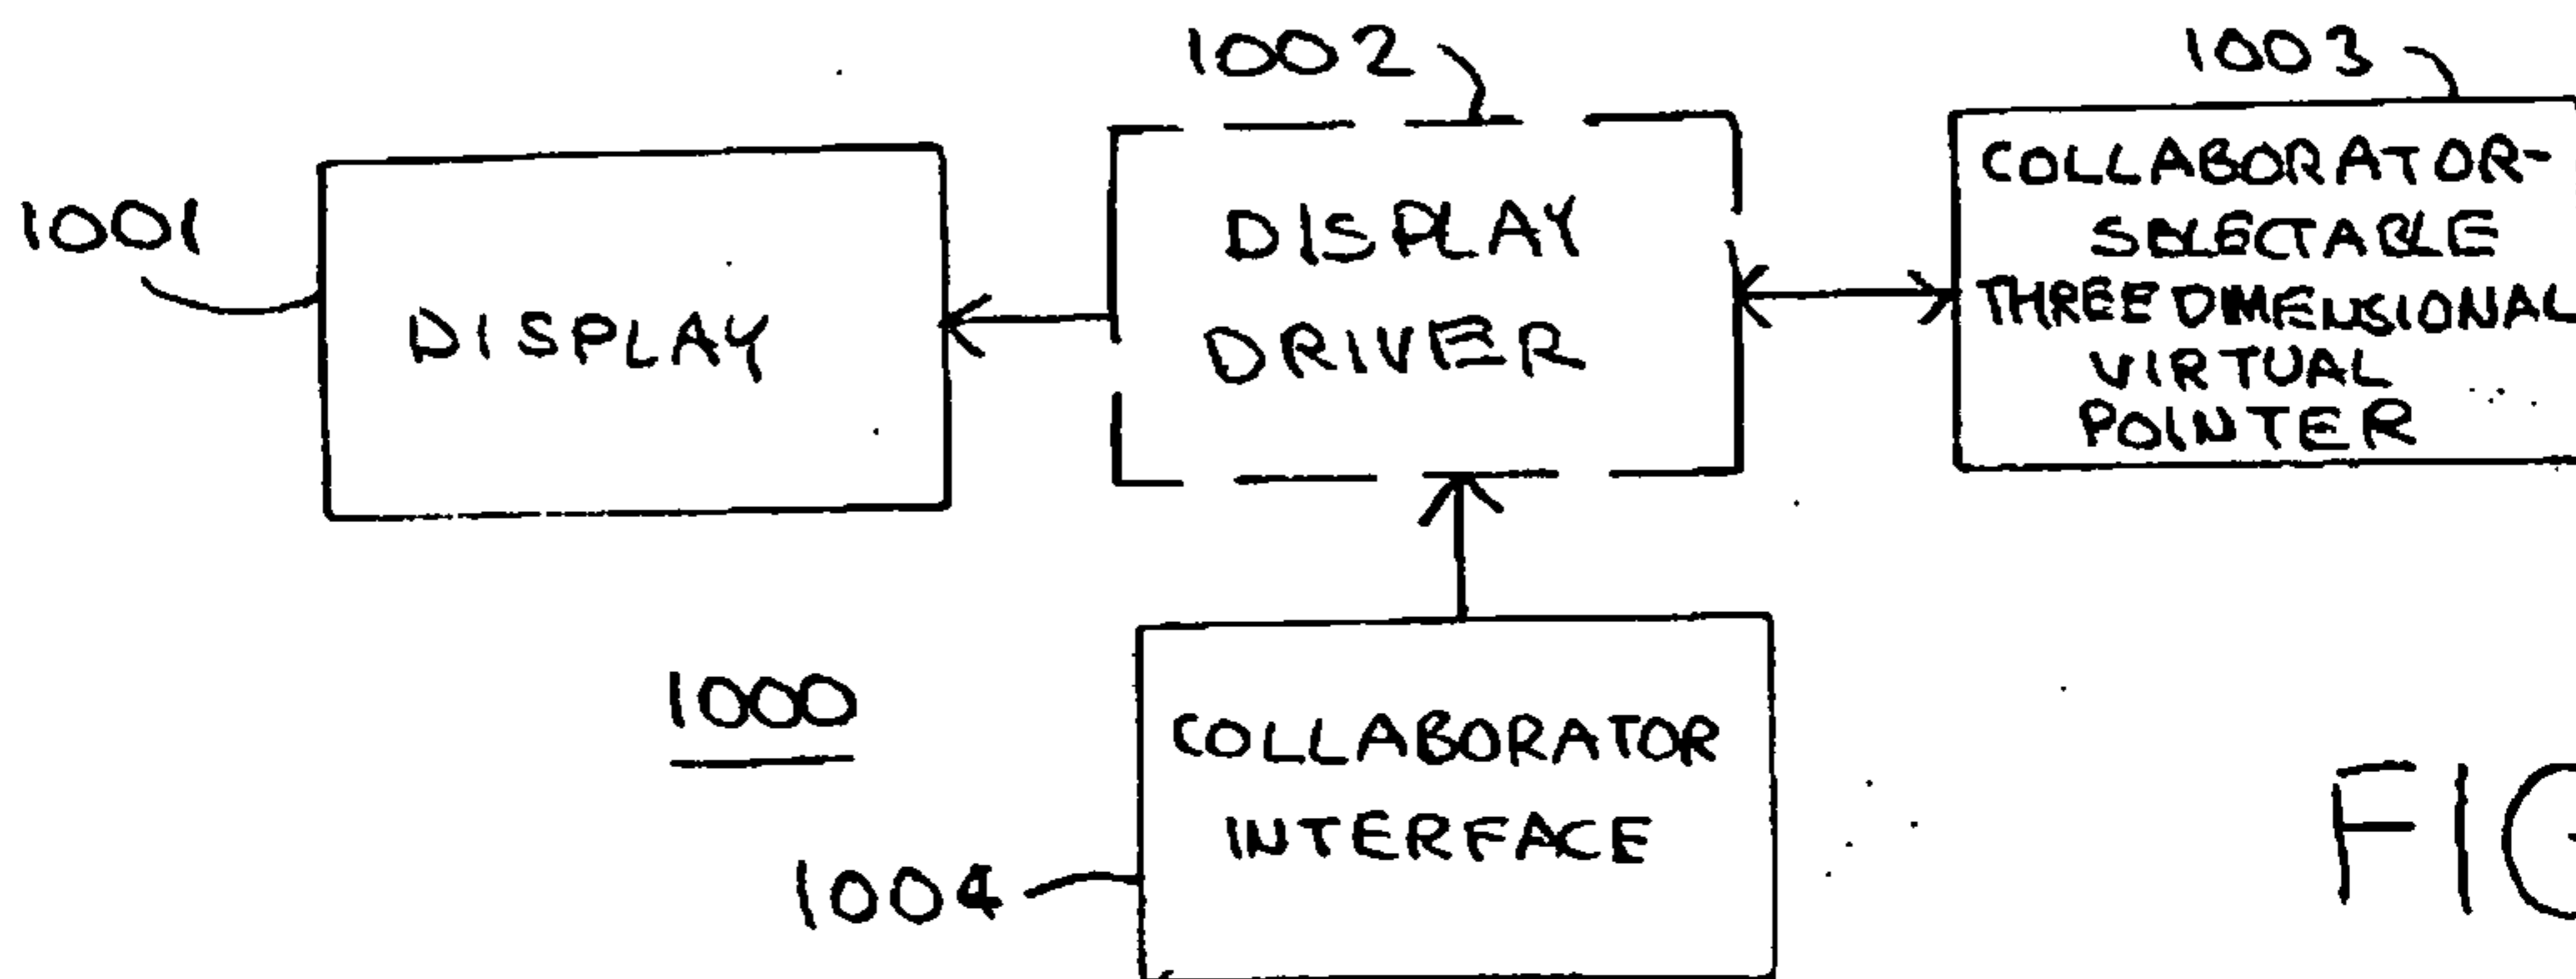 1002
1003
1001
DISPLAY
DISPLAY
DRIVER
COLLABORATOR-
SELECTABLE
THREE DIMENSIONAL
VIRTUAL
POINTER
1000
COLLABORATOR
INTERFACE
1004
FIG